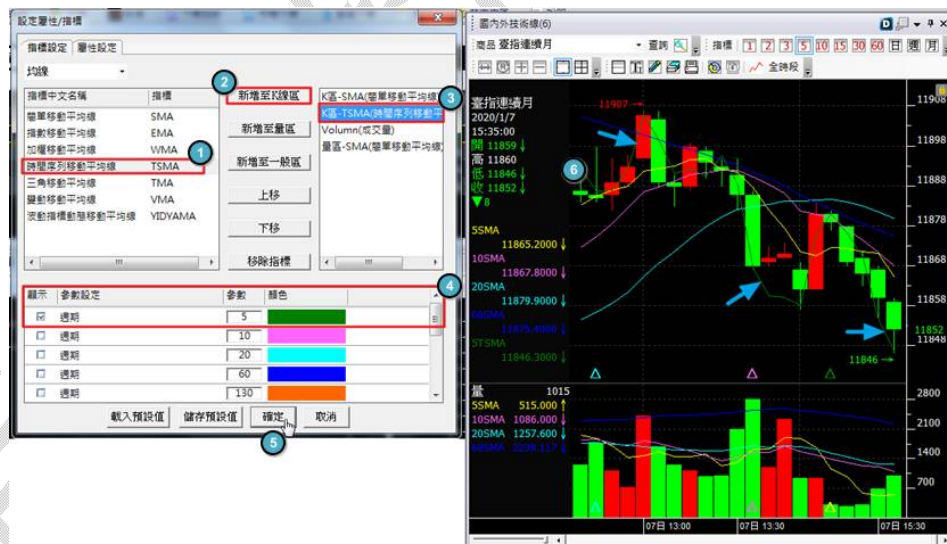 設定屬性/指標
指標設定 屬性設定
均線
指標中文名稱 指標
簡單移動平均線 SMA
指數移動平均線 EMA
加權移動平均線 WMA
時間序列移動平均線 TSMA
三角移動平均線 TMA
變動移動平均線 VMA
波動指標動態移動平均線 YIDYAMA
1
2
新增至K線區
新增至量區
新增至一般區
上移
下移
移除指標
K區-SMA(簡單移動平均線)
K區-TSMA(時間序列移動平
Volumn(成交量)
量區-SMA(簡單移動平均線)
3
4
顯示 參數設定 參數 顏色
週期 5
週期 10
週期 20
週期 60
週期 130
載入預設值 儲存預設值 確定 取消
5
國內外技術線(6)
D
商品 臺指連續月 查詢 指標 1 2 3 5 10 15 30 60 日 週 月
全時段
臺指連續月
2020/1/7
15:35:00
開 11859↓
高 11860
低 11846↓
收 11852↓
▼8
5SMA
11865.2000↓
10SMA
11867.8000↓
20SMA
11879.9000↓
60SMA
11875.4000↓
5TSMA
11846.3000↓
11907→
6
11846→
11908
11898
11888
11878
11868
11858
11852
11848
量 1015
5SMA 515.000↑
10SMA 1086.000↓
20SMA 1257.600↓
2800
2100
1400
700
07日 13:00 07日 13:30 07日 15:30